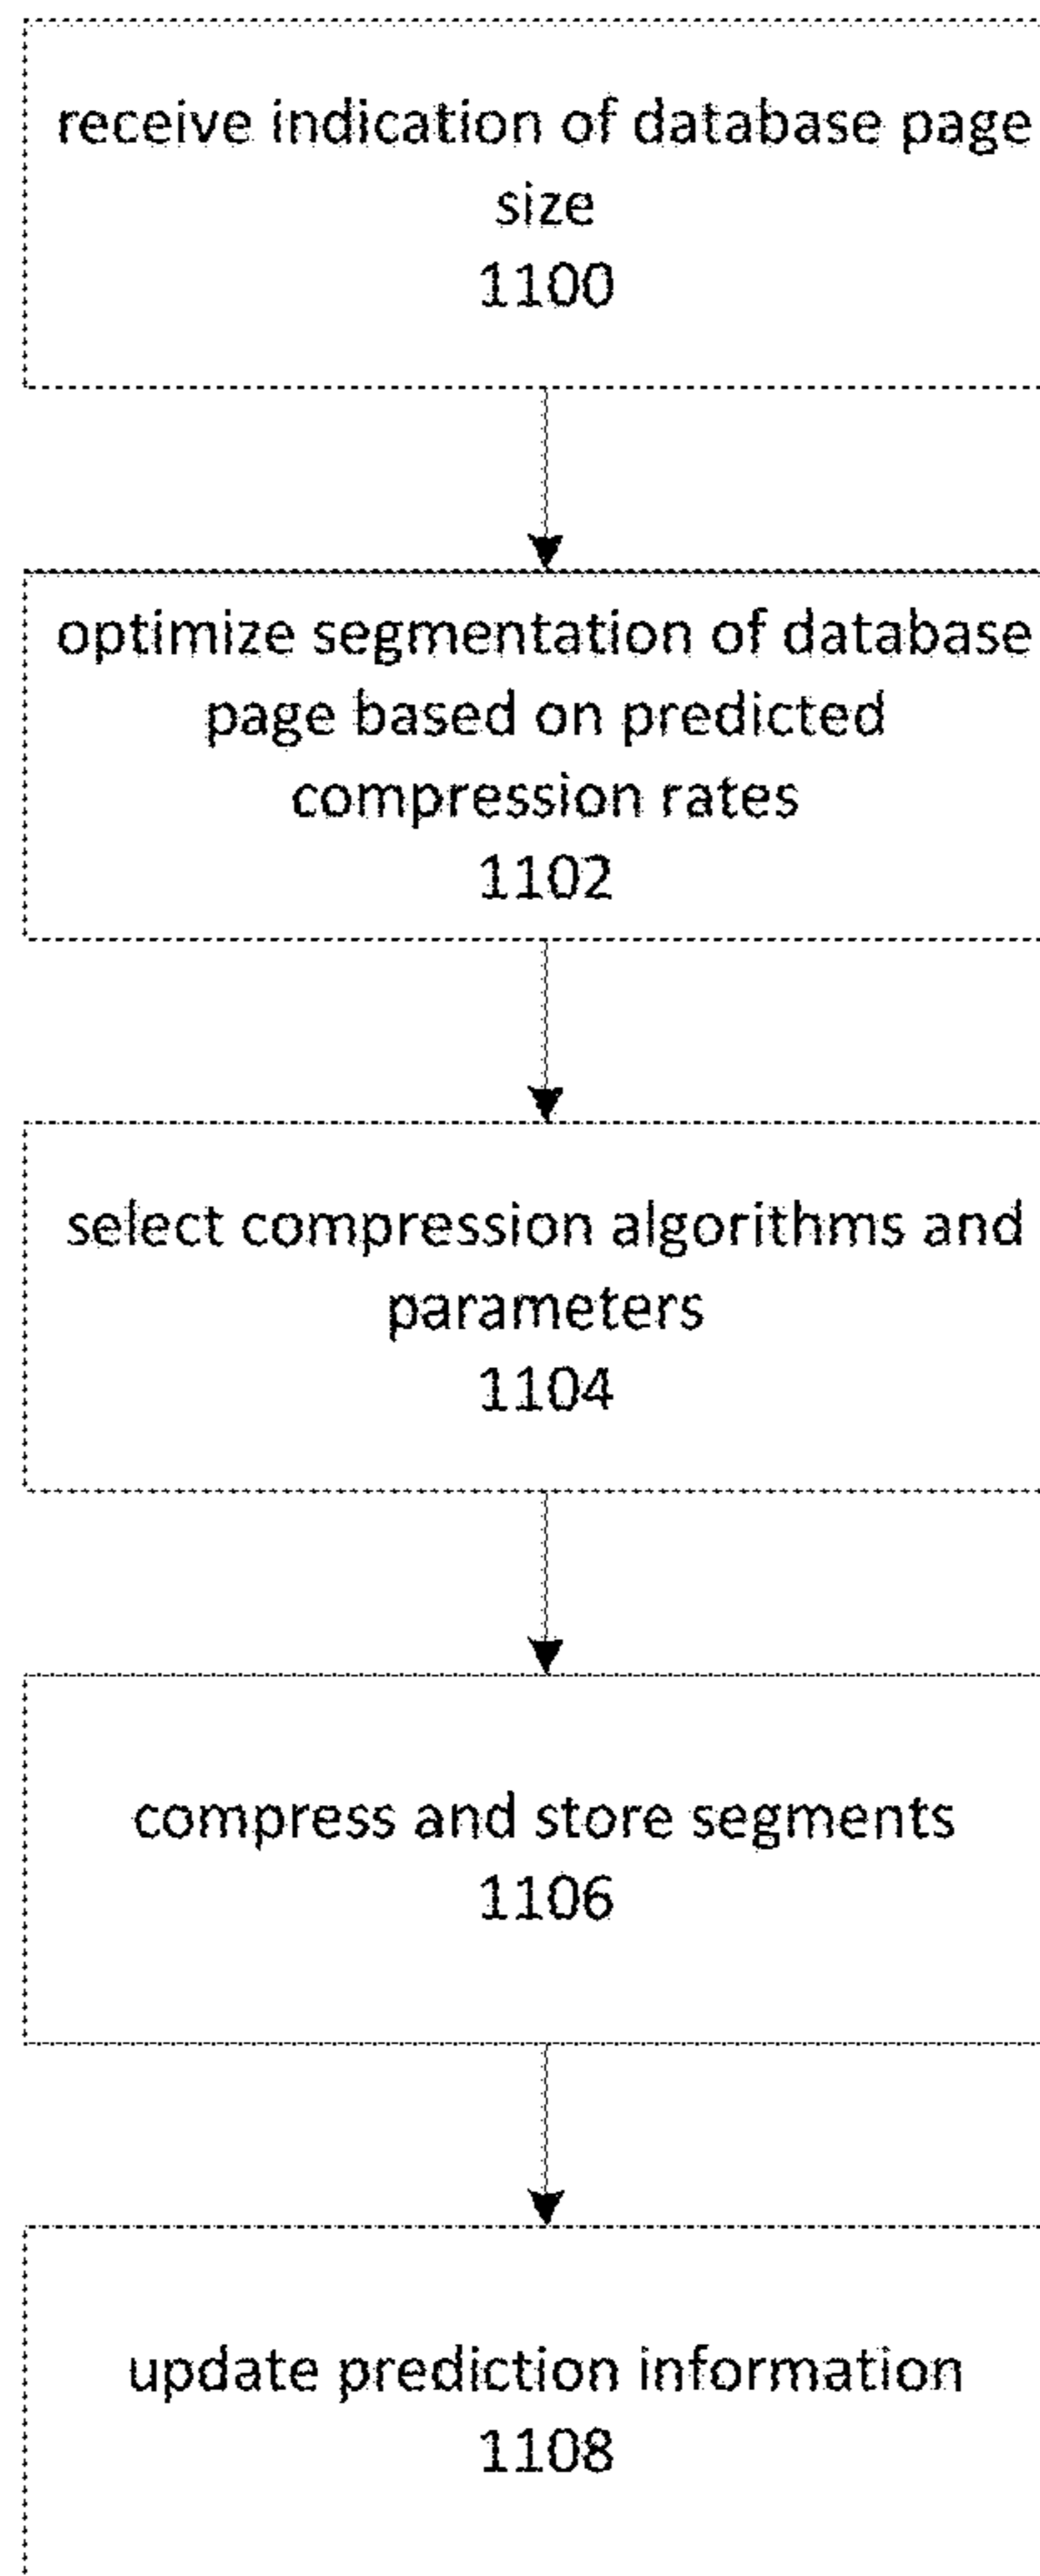 receive indication of database page
size
1100
optimize segmentation of database
page based on predicted
compression rates
1102
select compression algorithms and
parameters
1104
compress and store segments
1106
update prediction information
1108